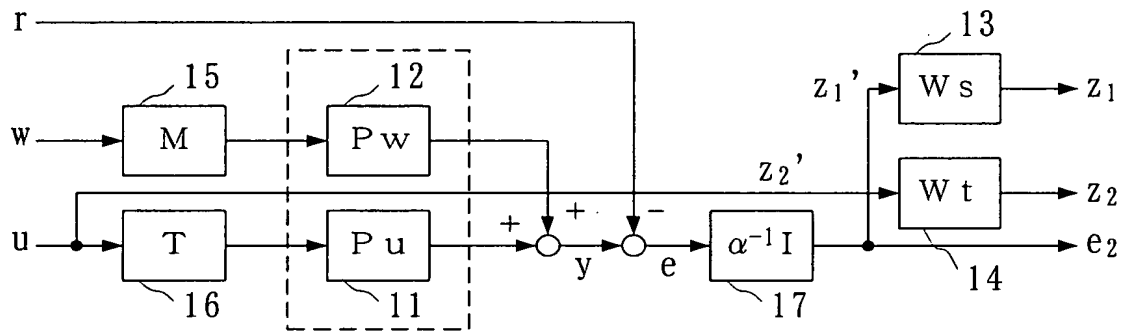 r
13
15
12
z₁'
Ws
z₁
w
M
Pw
z₂'
Wt
z₂
+
+
−
u
T
Pu
α⁻¹I
e₂
y
e
16
11
17
14